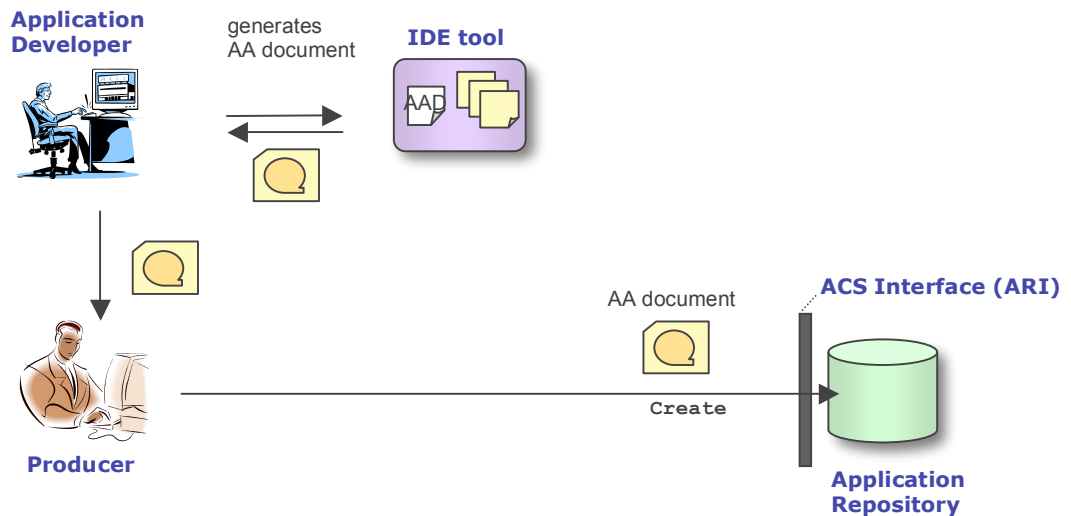 Application
Developer
generates
AA document
IDE tool
AAD
AA document
ACS Interface (ARI)
Create
Producer
Application
Repository